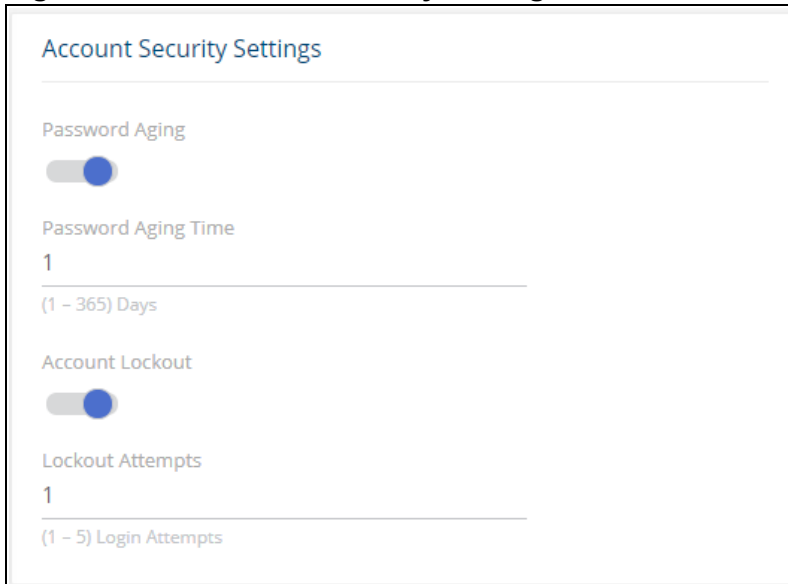 Account Security Settings
Password Aging
Password Aging Time
1
(1 – 365) Days
Account Lockout
Lockout Attempts
1
(1 – 5) Login Attempts